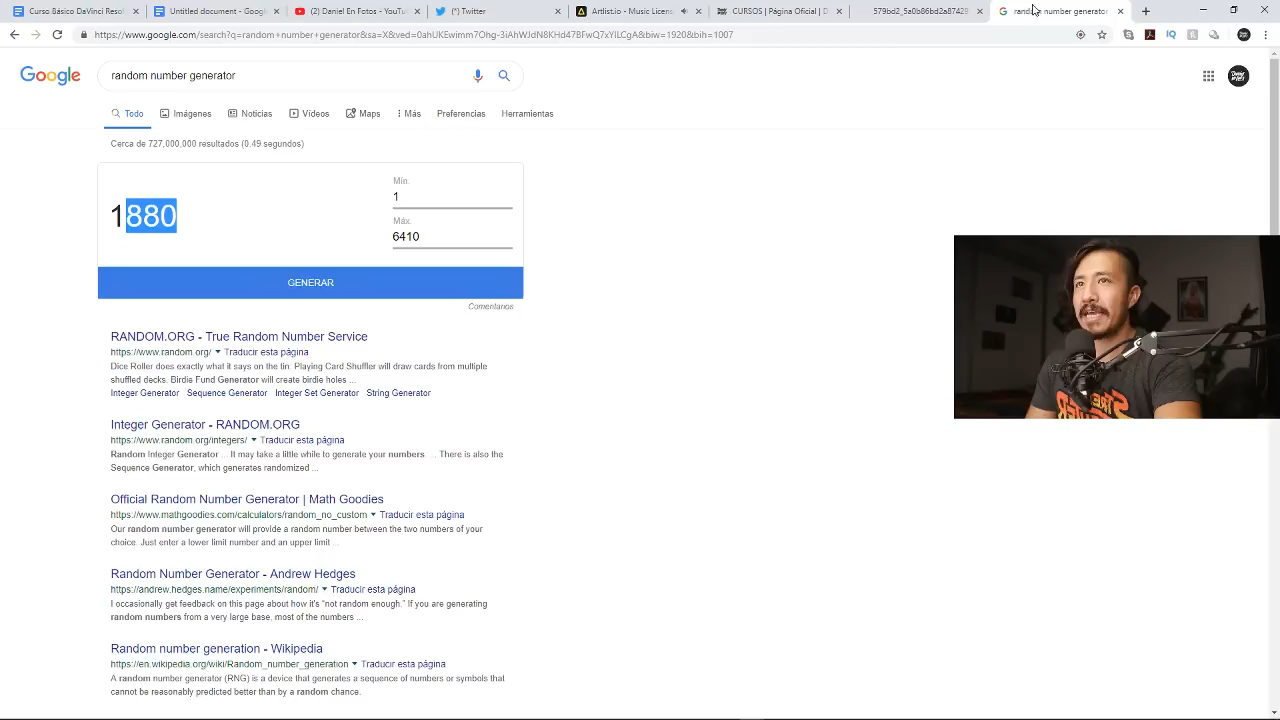 Curso Básico DaVinci Resol
Untitled document - Google
(2) Daniel En Fotos - YouTu
(*) Twitter
Artlist.io - Music Licens
CURSOS | Página Oficial | D
579bd2_5a0b86bd2a87429
random number generator
https://www.google.com/search?q=random+number+generator&sa=X&ved=0ahUKEwimm7Ohg-3iAhWJdN8KHd47BFwQ7xYILCgA&biw=1920&bih=1007
Google
random number generator
Todo Imágenes Noticias Vídeos Maps Más Preferencias Herramientas
Cerca de 727,000,000 resultados (0.49 segundos)
1880
Mín.
1
Máx.
6410
GENERAR
Comentarios
RANDOM.ORG - True Random Number Service
https://www.random.org/ Traducir esta página
Dice Roller does exactly what it says on the tin. Playing Card Shuffler will draw cards from multiple
shuffled decks. Birdie Fund Generator will create birdie holes ...
Integer Generator Sequence Generator Integer Set Generator String Generator
Integer Generator - RANDOM.ORG
https://www.random.org/integers/ Traducir esta página
Random Integer Generator ... It may take a little while to generate your numbers ... There is also the
Sequence Generator, which generates randomized ...
Official Random Number Generator | Math Goodies
https://www.mathgoodies.com/calculators/random_no_custom Traducir esta página
Our random number generator will provide a random number between the two numbers of your
choice. Just enter a lower limit number and an upper limit ...
Random Number Generator - Andrew Hedges
https://andrew.hedges.name/experiments/random/ Traducir esta página
I occasionally get feedback on this page about how it's "not random enough." If you are generating
random numbers from a very large base, most of the numbers ...
Random number generation - Wikipedia
https://en.wikipedia.org/wiki/Random_number_generation Traducir esta página
A random number generator (RNG) is a device that generates a sequence of numbers or symbols that
cannot be reasonably predicted better than by a random chance.